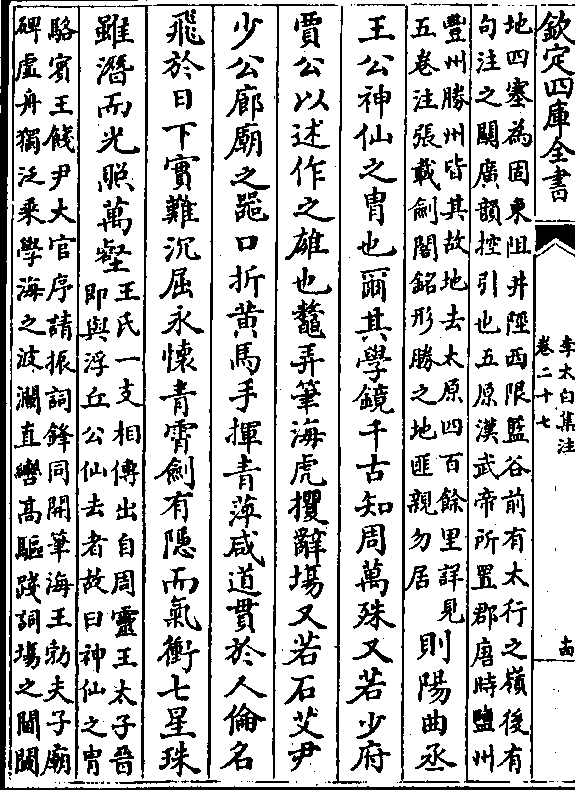 欽定四庫全書
李太白集注
卷二十七
十四
地四塞為固東阻井陘西限藍谷前有太行之嶺後有
句注之關廣韻控引也五原漢武帝所置郡唐時鹽州
豐州勝州皆其故地去太原四百餘里詳見
五卷注張載劍閣銘形勝之地匪親勿居
則陽曲丞
王公神仙之冑也爾其學鏡千古知周萬殊又若少府
賈公以述作之雄也鼇弄筆海虎攫辭場又若石艾尹
少公廊廟之器口折黃馬手揮青萍咸道貫於人倫名
飛於日下實難沉屈永懷青霄劍有隱而氣衝七星珠
雖潛而光照萬壑
王氏一支相傳出自周靈王太子晉
即與浮丘公仙去者故曰神仙之冑
駱賓王餞尹大官序請振詞鋒同開筆海王勃夫子廟
碑虛舟獨泛乘學海之波瀾直轡高驅踐詞場之閫閾